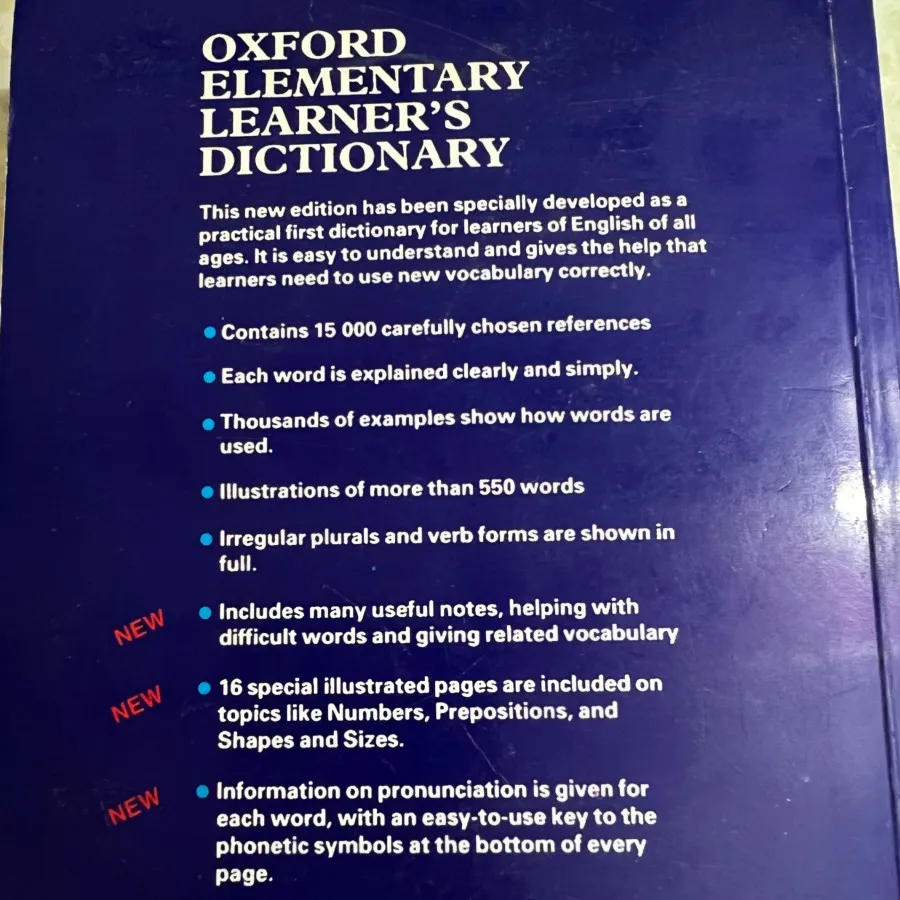 OXFORD
ELEMENTARY
LEARNER'S
DICTIONARY
This new edition has been specially developed as a
practical first dictionary for learners of English of all
ages. It is easy to understand and gives the help that
learners need to use new vocabulary correctly.
● Contains 15 000 carefully chosen references
● Each word is explained clearly and simply.
● Thousands of examples show how words are
used.
● Illustrations of more than 550 words
● Irregular plurals and verb forms are shown in
full.
NEW ● Includes many useful notes, helping with
difficult words and giving related vocabulary
NEW ● 16 special illustrated pages are included on
topics like Numbers, Prepositions, and
Shapes and Sizes.
NEW ● Information on pronunciation is given for
each word, with an easy-to-use key to the
phonetic symbols at the bottom of every
page.